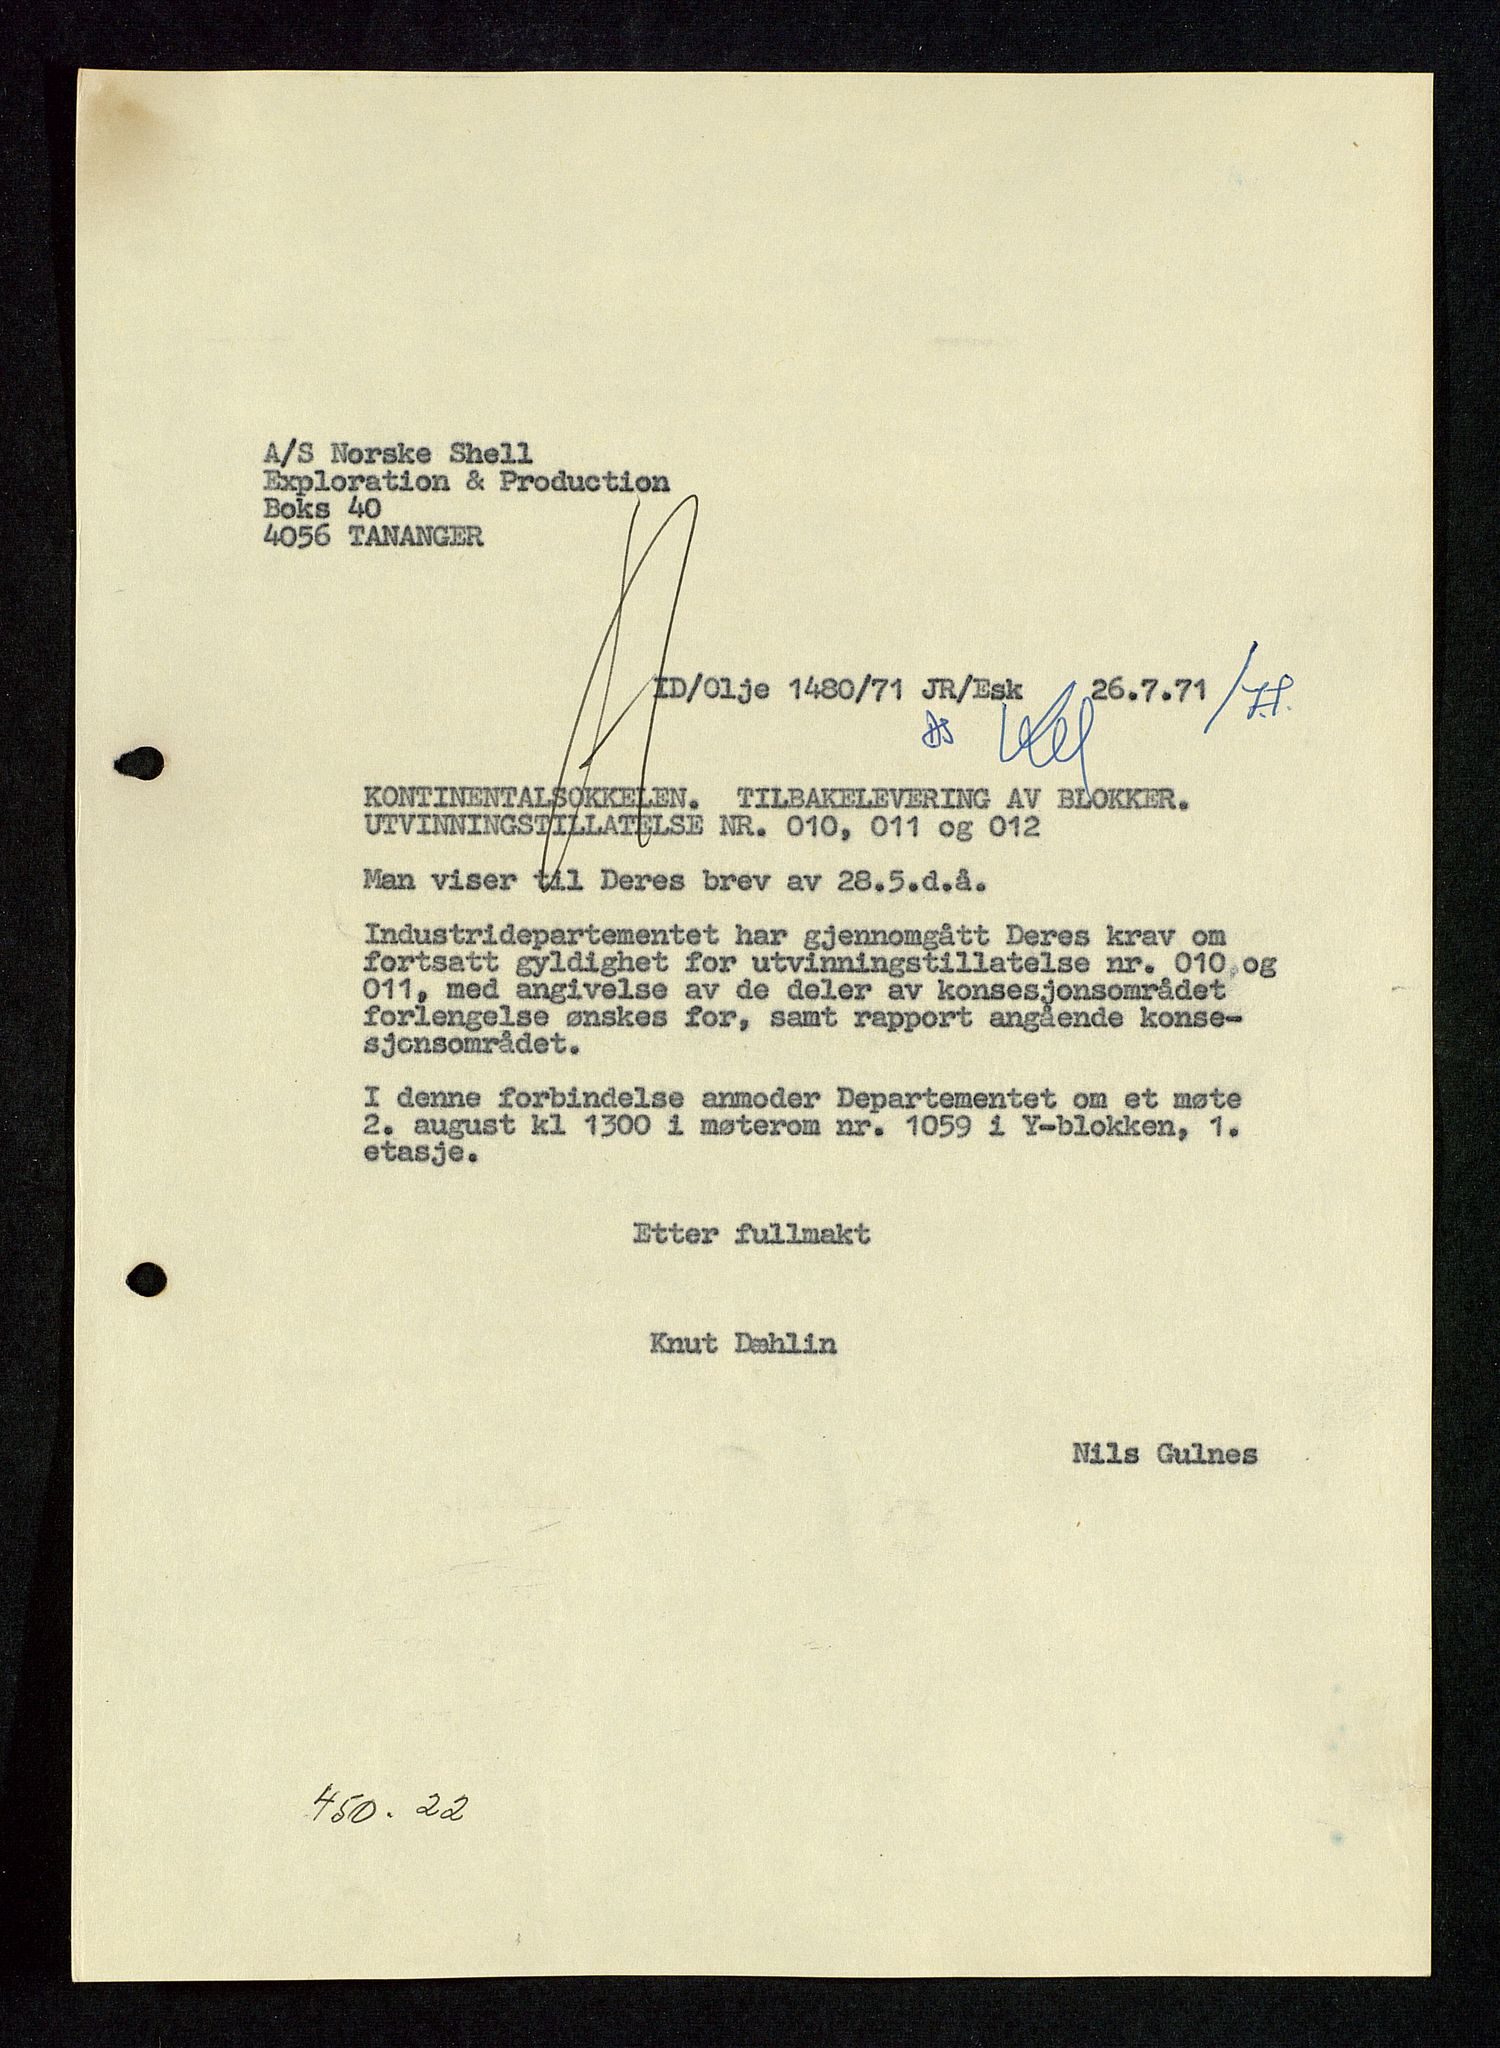 A/S Norske Shell
Exploration & Production
Boks 40
4056 TANANGER
ID/Olje 1480/71 JR/Esk 26.7.71
KONTINENTALSOKKELEN. TILBAKELEVERING AV BLOKKER.
UTVINNINGSTILLATELSE NR. 010, 011 og 012
Man viser til Deres brev av 28.5.d.å.
Industridepartementet har gjennomgått Deres krav om
fortsatt gyldighet for utvinningstillatelse nr. 010 og
011, med angivelse av de deler av konsesjonsområdet
forlengelse ønskes for, samt rapport angående konse-
sjonsområdet.
I denne forbindelse anmoder Departementet om et møte
2. august kl 1300 i møterom nr. 1059 i Y-blokken, 1.
etasje.
Etter fullmakt
Knut Dæhlin
Nils Gulnes
450.22